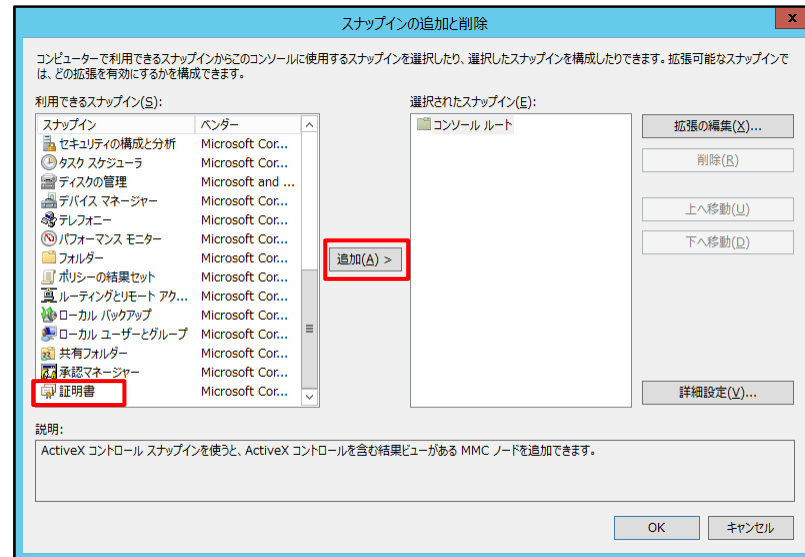 スナップインの追加と削除
x
コンピューターで利用できるスナップインからこのコンソールに使用するスナップインを選択したり、選択したスナップインを構成したりできます。拡張可能なスナップインで
は、どの拡張を有効にするかを構成できます。
利用できるスナップイン(S):
選択されたスナップイン(E):
スナップイン ベンダー
セキュリティの構成と分析 Microsoft Cor...
タスク スケジューラ Microsoft Cor...
ディスクの管理 Microsoft and ...
デバイス マネージャー Microsoft Cor...
テレフォニー Microsoft Cor...
パフォーマンス モニター Microsoft Cor...
フォルダー Microsoft Cor...
ポリシーの結果セット Microsoft Cor...
ルーティングとリモート アク... Microsoft Cor...
ローカル バックアップ Microsoft Cor...
ローカル ユーザーとグループ Microsoft Cor...
共有フォルダー Microsoft Cor...
承認マネージャー Microsoft Cor...
証明書 Microsoft Cor...
追加(A) >
コンソール ルート
拡張の編集(X)...
削除(R)
上へ移動(U)
下へ移動(D)
詳細設定(V)...
説明:
ActiveX コントロール スナップインを使うと、ActiveX コントロールを含む結果ビューがある MMC ノードを追加できます。
OK
キャンセル